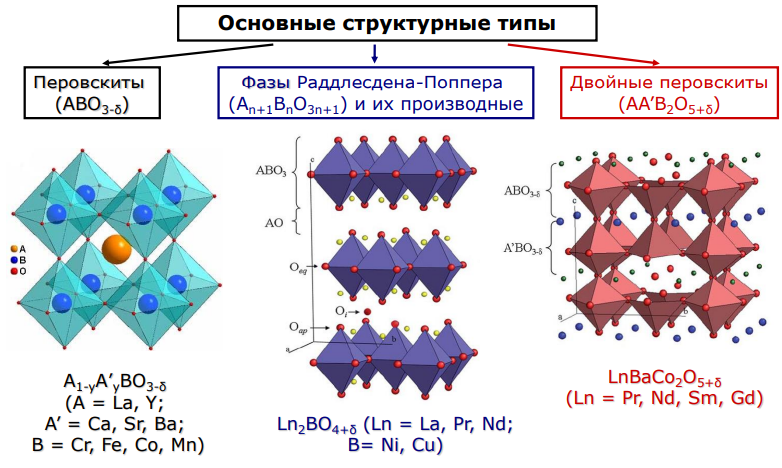 Основные структурные типы
Перовскиты
(ABO₃₋δ)
Фазы Раддлесдена-Поппера
(Aₙ₊₁BₙO₃ₙ₊₁) и их производные
Двойные перовскиты
(AA’B₂O₅₊δ)
A
B
O
A₁₋yA’yBO₃₋δ
(A = La, Y;
A’ = Ca, Sr, Ba;
B = Cr, Fe, Co, Mn)
ABO₃
AO
Oeq
Oi
Oap
c
a
b
Ln₂BO₄₊δ (Ln = La, Pr, Nd;
B= Ni, Cu)
ABO₃₋δ
A’BO₃₋δ
c
a
b
LnBaCo₂O₅₊δ
(Ln = Pr, Nd, Sm, Gd)